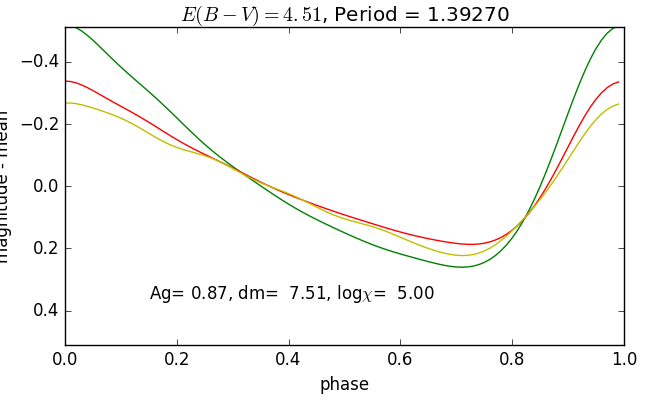 E(B − V) = 4.51, Period = 1.39270
magnitude - mean
−0.4
−0.2
0.0
0.2
0.4
Ag= 0.87, dm= 7.51, logχ= 5.00
0.0 0.2 0.4 0.6 0.8 1.0
phase